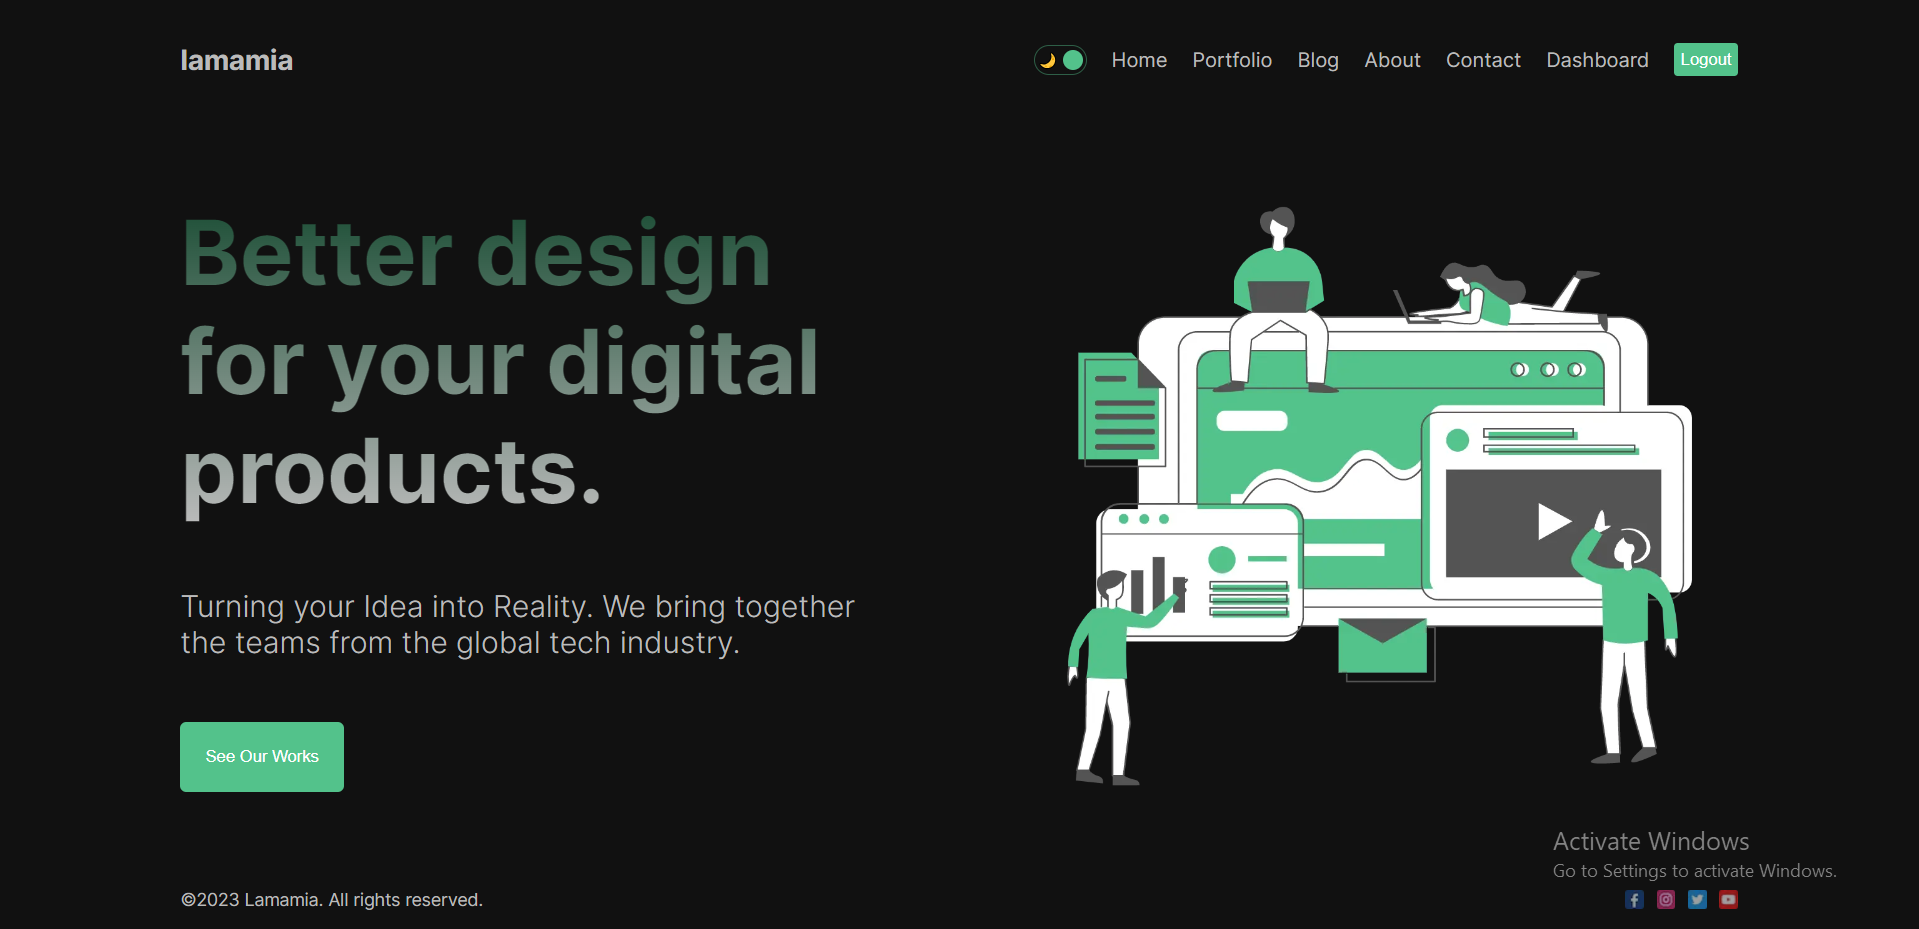 lamamia
Home Portfolio Blog About Contact Dashboard Logout
Better design
for your digital
products.
Turning your Idea into Reality. We bring together
the teams from the global tech industry.
See Our Works
Activate Windows
Go to Settings to activate Windows.
©2023 Lamamia. All rights reserved.